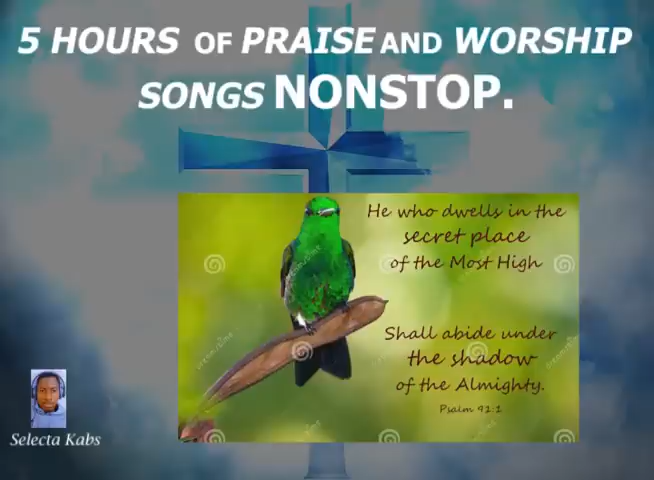 5 HOURS OF PRAISE AND WORSHIP
SONGS NONSTOP.
He who dwells in the
secret place
of the Most High
Shall abide under
the shadow
of the Almighty.
Psalm 91:1
Selecta Kabs